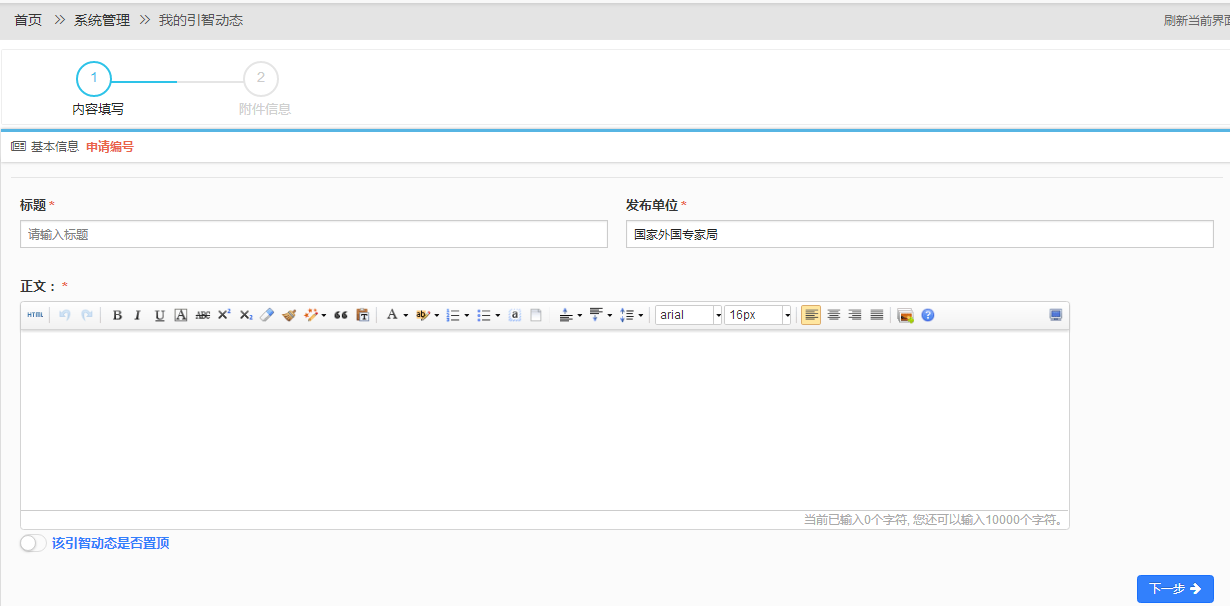 首页 >> 系统管理 >> 我的引智动态 刷新当前界面
1 2
内容填写 附件信息
基本信息 申请编号
标题 * 发布单位 *
请输入标题 国家外国专家局
正文： *
HTML B I U A ABC X² X₂ A ab a arial 16px
当前已输入0个字符, 您还可以输入10000个字符。
该引智动态是否置顶
下一步